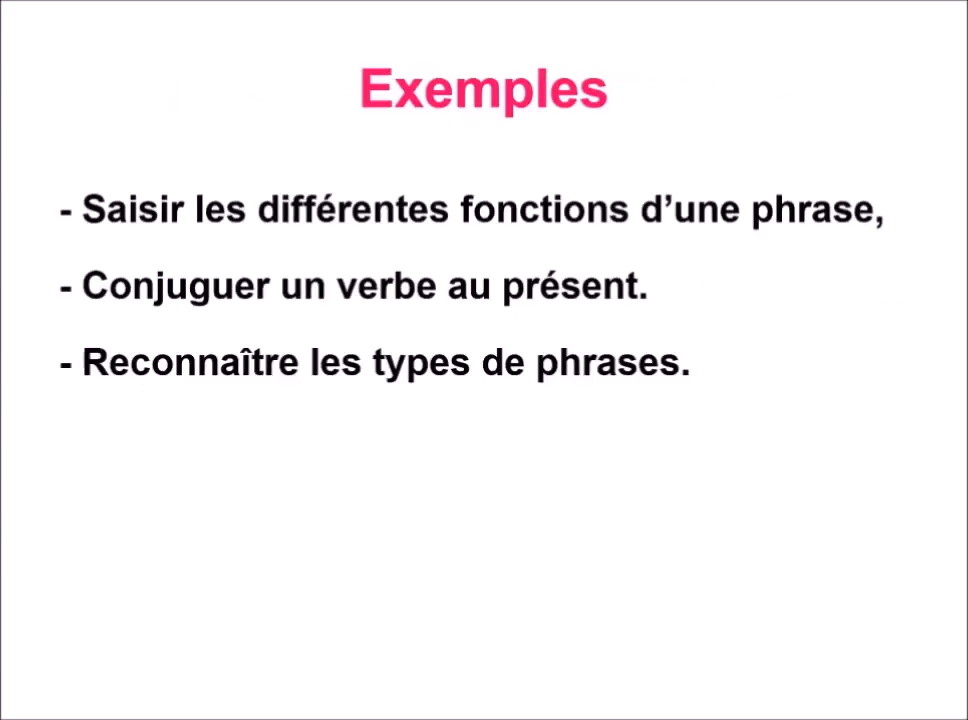 Exemples
- Saisir les différentes fonctions d’une phrase,
- Conjuguer un verbe au présent.
- Reconnaître les types de phrases.